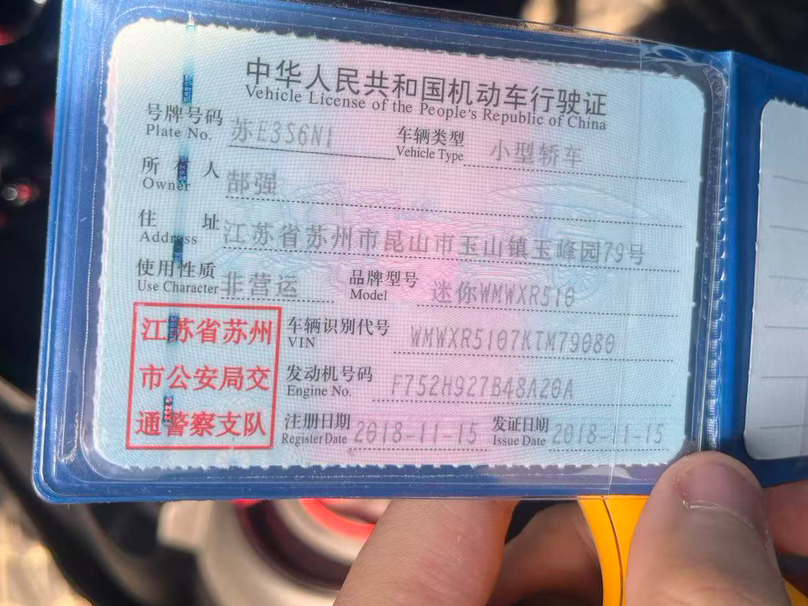 中华人民共和国机动车行驶证
Vehicle License of the People's Republic of China
号牌号码 苏E3S6N1 车辆类型 小型轿车
Plate No. Vehicle Type
所有人 郜强
Owner
住址 江苏省苏州市昆山市玉山镇玉峰园79号
Address
使用性质 非营运 品牌型号 迷你WMWXR510
Use Character Model
江苏省苏州
市公安局交
通警察支队
车辆识别代号 WMWXR5107KTM79080
VIN
发动机号码 F752H927B48A20A
Engine No.
注册日期 2018-11-15 发证日期 2018-11-15
Register Date Issue Date